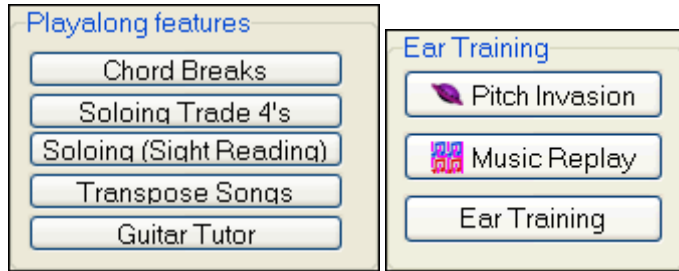 Playalong features
Chord Breaks
Soloing Trade 4's
Soloing (Sight Reading)
Transpose Songs
Guitar Tutor
Ear Training
Pitch Invasion
Music Replay
Ear Training